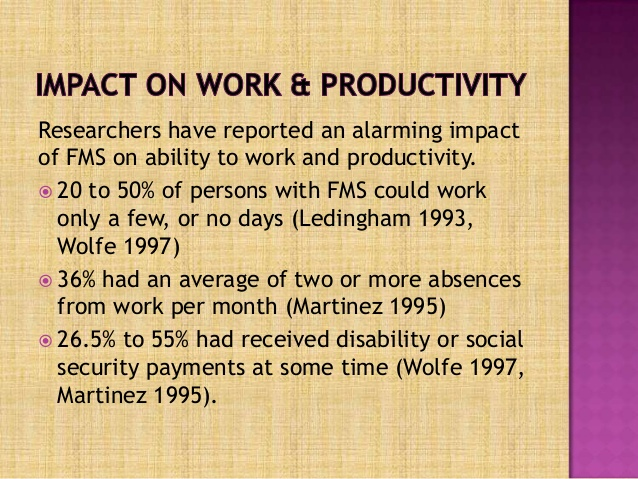 IMPACT ON WORK & PRODUCTIVITY
Researchers have reported an alarming impact
of FMS on ability to work and productivity.
20 to 50% of persons with FMS could work
only a few, or no days (Ledingham 1993,
Wolfe 1997)
36% had an average of two or more absences
from work per month (Martinez 1995)
26.5% to 55% had received disability or social
security payments at some time (Wolfe 1997,
Martinez 1995).